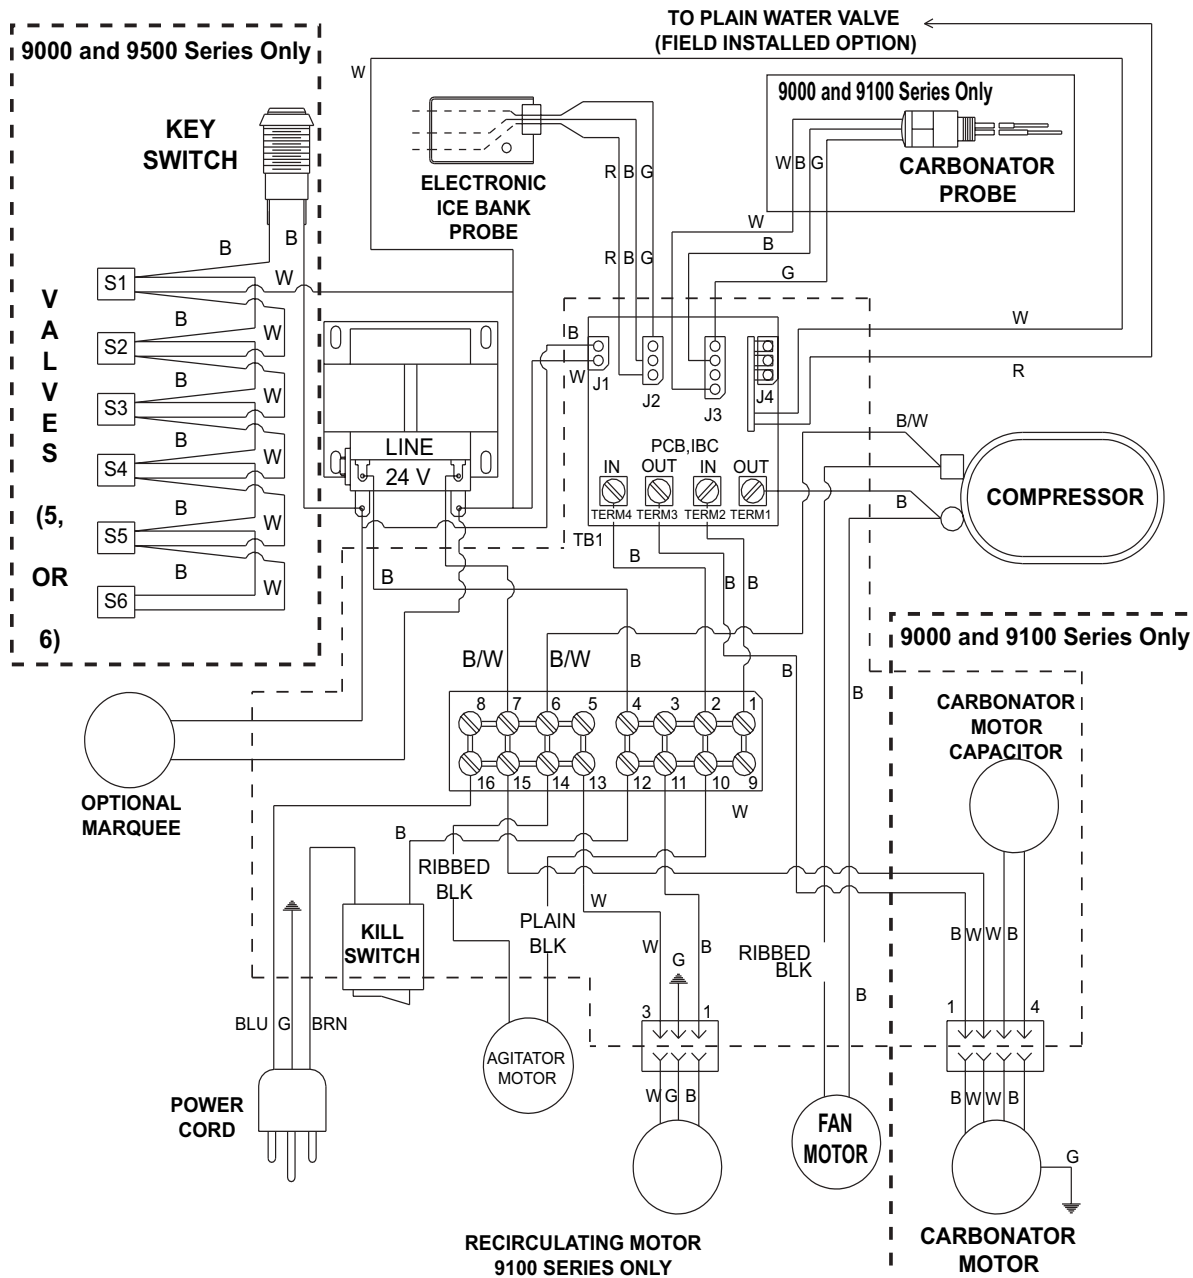 TO PLAIN WATER VALVE
(FIELD INSTALLED OPTION)
9000 and 9500 Series Only
W
9000 and 9100 Series Only
KEY
SWITCH
CARBONATOR
PROBE
W B G
ELECTRONIC
ICE BANK
PROBE
R B G
W
B
G
R B G
B
B
W
S1
VALVES
(5,
OR
6)
B
W
S2
B
W
S3
B
W
S4
B
W
S5
B
W
S6
LINE
24 V
B
W
J1
J2
J3
J4
W
R
PCB,IBC
IN
OUT
IN
OUT
TERM4
TERM3
TERM2
TERM1
TB1
B/W
B
COMPRESSOR
B
B
B B
B
B
B/W
B/W
B
9000 and 9100 Series Only
8 7 6 5 4 3 2 1
16 15 14 13 12 11 10 9
W
OPTIONAL
MARQUEE
CARBONATOR
MOTOR
CAPACITOR
B
RIBBED
BLK
PLAIN
BLK
W
KILL
SWITCH
W
G
B
RIBBED
BLK
B
B W W B
3
1
1
4
BLU
G
BRN
AGITATOR
MOTOR
POWER
CORD
W G B
FAN
MOTOR
B W W B
G
RECIRCULATING MOTOR
9100 SERIES ONLY
CARBONATOR
MOTOR